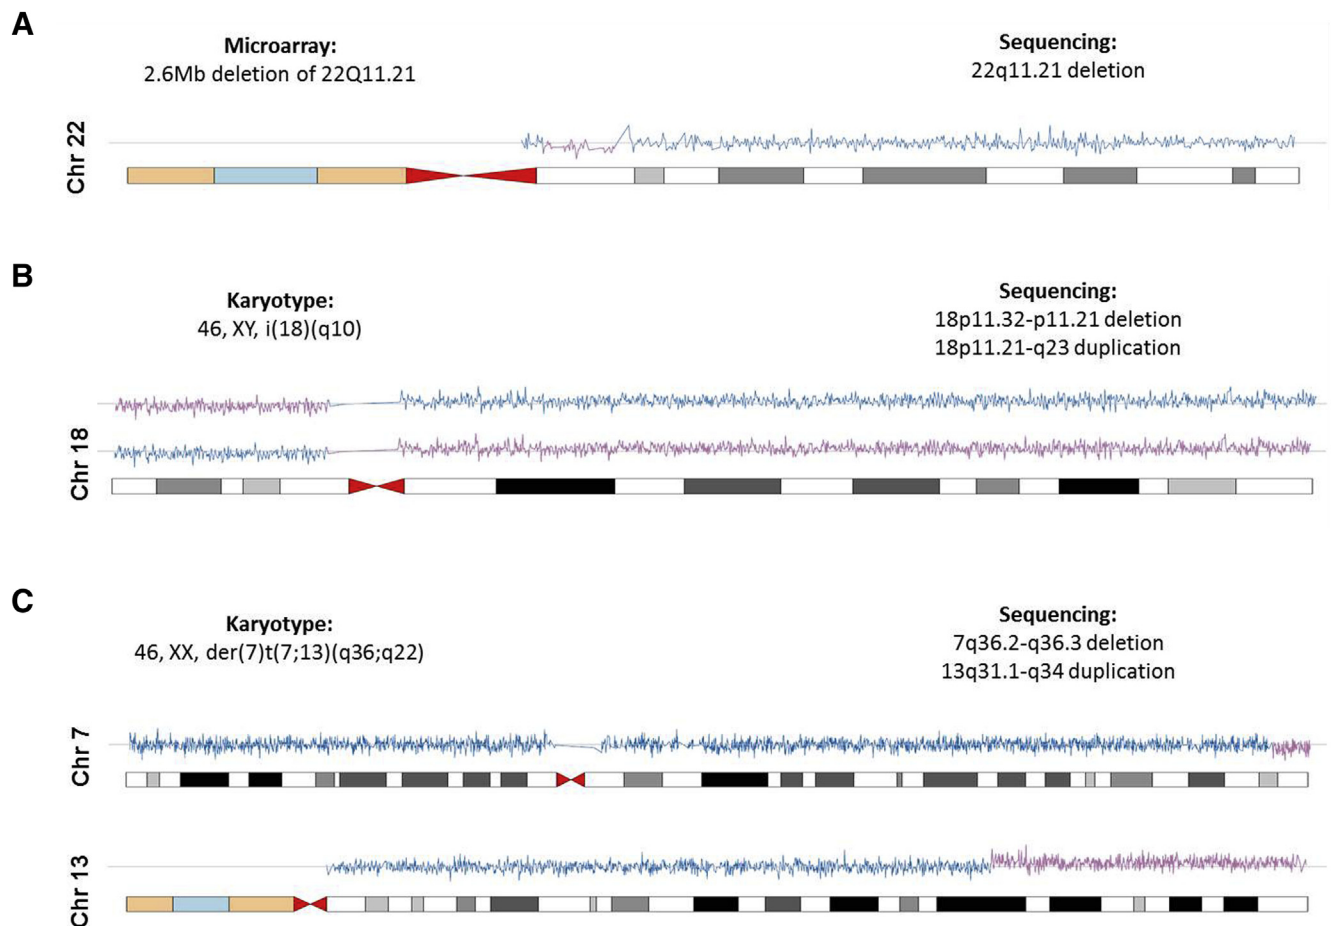 A
Microarray:
2.6Mb deletion of 22Q11.21
Sequencing:
22q11.21 deletion
Chr 22
B
Karyotype:
46, XY, i(18)(q10)
Sequencing:
18p11.32-p11.21 deletion
18p11.21-q23 duplication
Chr 18
C
Karyotype:
46, XX, der(7)t(7;13)(q36;q22)
Sequencing:
7q36.2-q36.3 deletion
13q31.1-q34 duplication
Chr 7
Chr 13